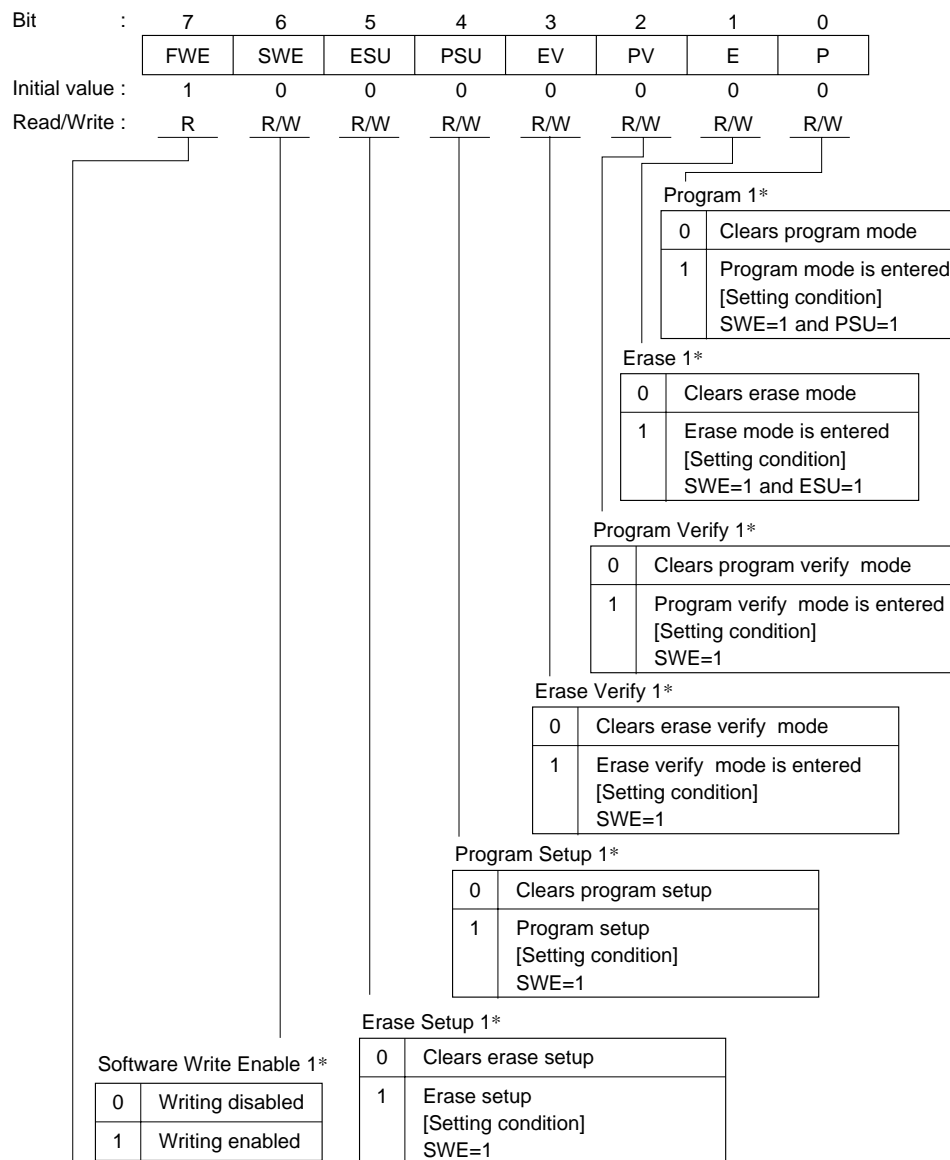 Bit : 7 6 5 4 3 2 1 0
FWE SWE ESU PSU EV PV E P
Initial value : 1 0 0 0 0 0 0 0
Read/Write : R R/W R/W R/W R/W R/W R/W R/W
Program 1*
0 Clears program mode
1 Program mode is entered
[Setting condition]
SWE=1 and PSU=1
Erase 1*
0 Clears erase mode
1 Erase mode is entered
[Setting condition]
SWE=1 and ESU=1
Program Verify 1*
0 Clears program verify mode
1 Program verify mode is entered
[Setting condition]
SWE=1
Erase Verify 1*
0 Clears erase verify mode
1 Erase verify mode is entered
[Setting condition]
SWE=1
Program Setup 1*
0 Clears program setup
1 Program setup
[Setting condition]
SWE=1
Erase Setup 1*
0 Clears erase setup
1 Erase setup
[Setting condition]
SWE=1
Software Write Enable 1*
0 Writing disabled
1 Writing enabled